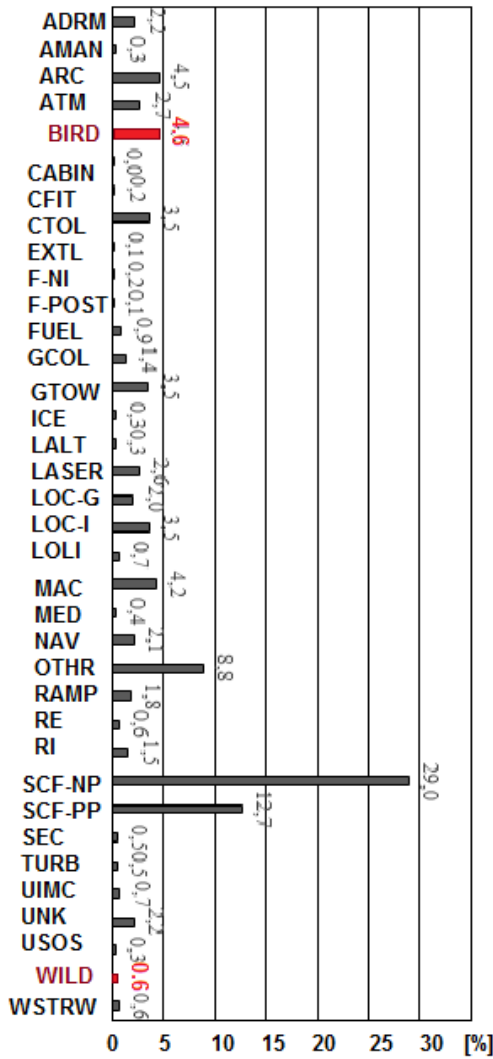 ADRM 2,2
AMAN 0,3
ARC 4,5
ATM 2,7
BIRD 4.6
CABIN 0,0
CFIT 0,2
CTOL 3,5
EXTL 0,1
F-NI 0,2
F-POST 0,1
FUEL 0,9
GCOL 1,4
GTOW 3,5
ICE 0,3
LALT 0,3
LASER 2,6
LOC-G 2,0
LOC-I 3,5
LOLI 0,7
MAC 4,2
MED 0,4
NAV 2,1
OTHR 8,8
RAMP 1,8
RE 0,6
RI 1,5
SCF-NP 29,0
SCF-PP 12,7
SEC 0,5
TURB 0,5
UIMC 0,7
UNK 2,2
USOS 0,3
WILD 0.6
WSTRW 0,6
0 5 10 15 20 25 30 [%]